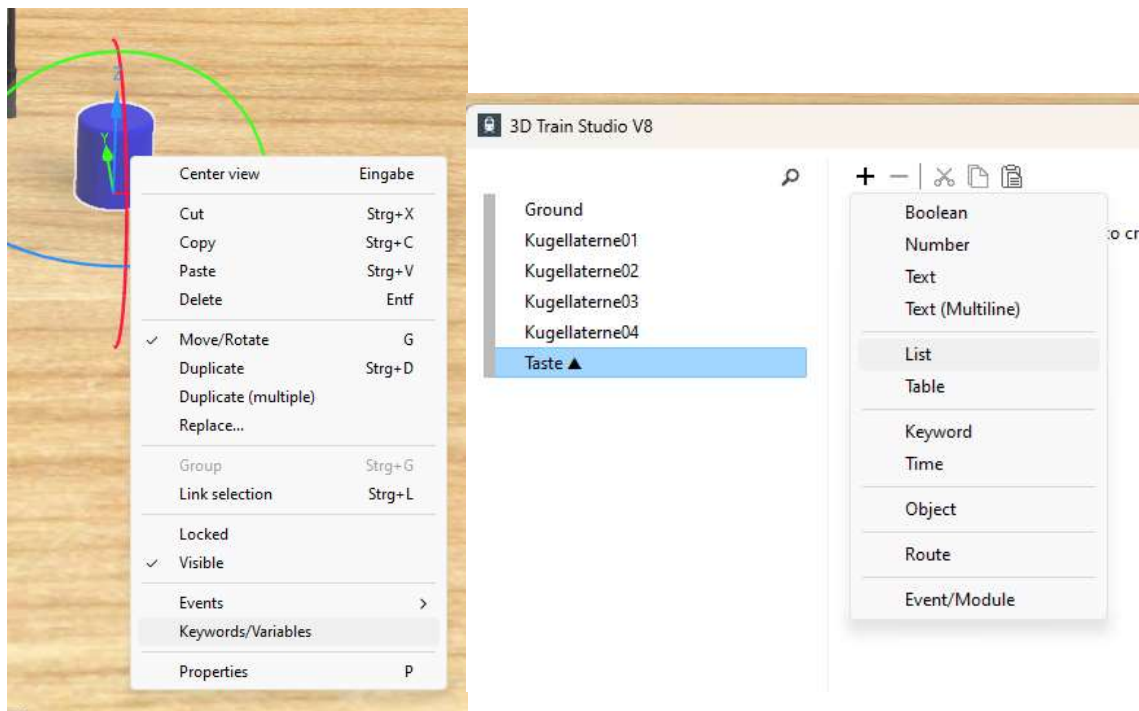 Z
Y
Center view Eingabe
Cut Strg+X
Copy Strg+C
Paste Strg+V
Delete Entf
Move/Rotate G
Duplicate Strg+D
Duplicate (multiple)
Replace...
Group Strg+G
Link selection Strg+L
Locked
Visible
Events
Keywords/Variables
Properties P
3D Train Studio V8
Ground
Kugellaterne01
Kugellaterne02
Kugellaterne03
Kugellaterne04
Taste ▲
Boolean
Number
Text
Text (Multiline)
List
Table
Keyword
Time
Object
Route
Event/Module